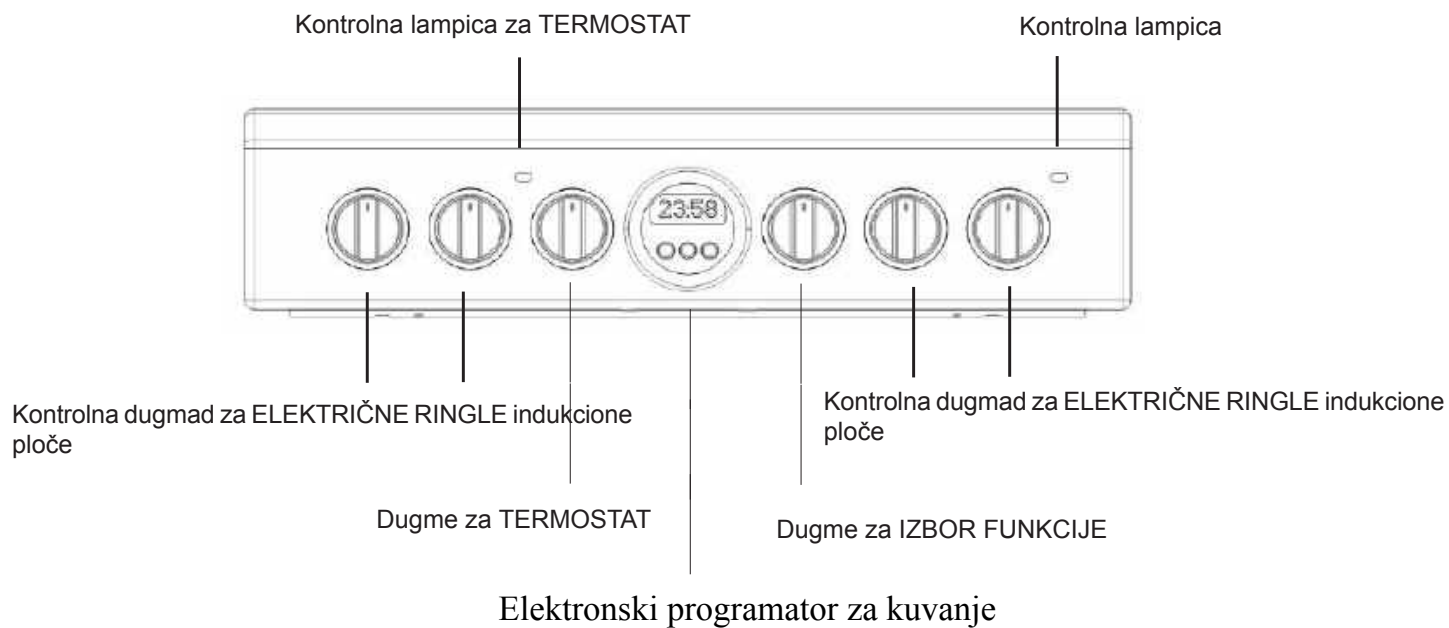 Kontrolna lampica za TERMOSTAT
Kontrolna lampica
23:58
Kontrolna dugmad za ELEKTRIČNE RINGLE indukcione
ploče
Kontrolna dugmad za ELEKTRIČNE RINGLE indukcione
ploče
Dugme za TERMOSTAT
Dugme za IZBOR FUNKCIJE
Elektronski programator za kuvanje